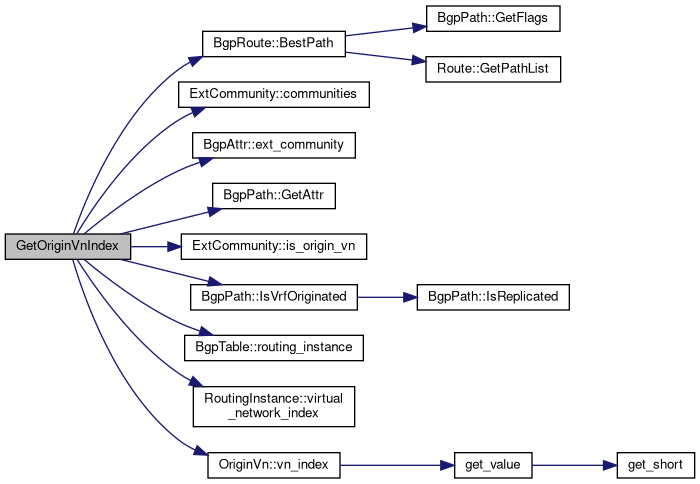 BgpPath::GetFlags
BgpRoute::BestPath
Route::GetPathList
ExtCommunity::communities
BgpAttr::ext_community
BgpPath::GetAttr
GetOriginVnIndex
ExtCommunity::is_origin_vn
BgpPath::IsVrfOriginated
BgpPath::IsReplicated
BgpTable::routing_instance
RoutingInstance::virtual
_network_index
OriginVn::vn_index
get_value
get_short